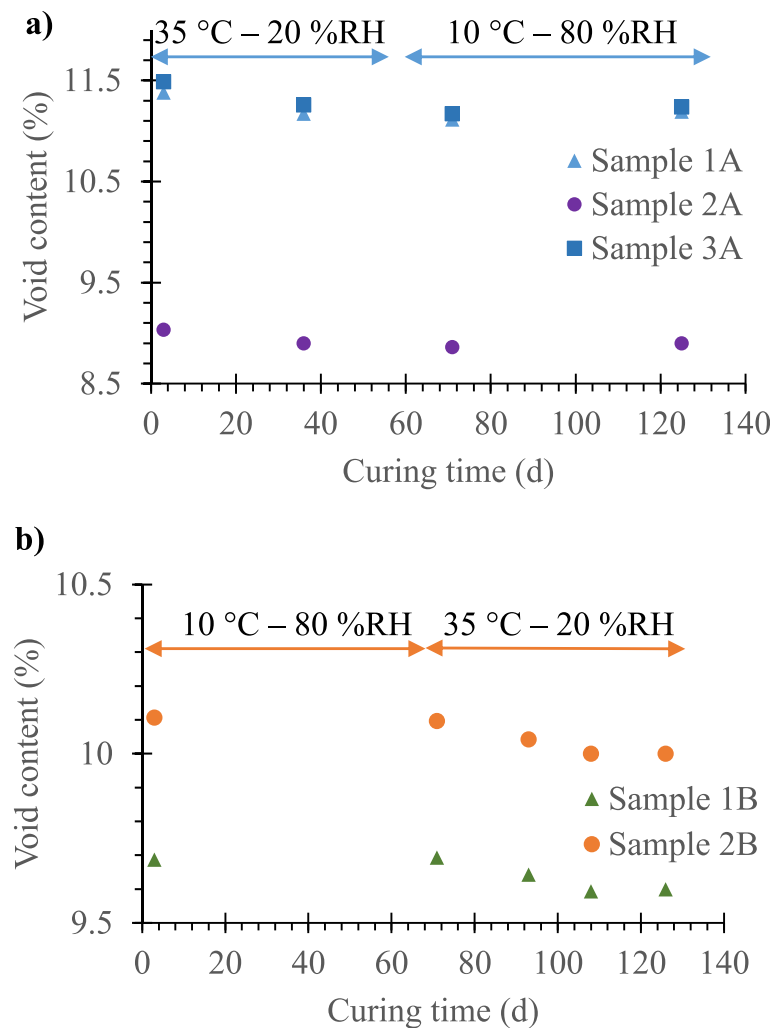 a)
35 °C – 20 %RH
10 °C – 80 %RH
11.5
10.5
9.5
8.5
Void content (%)
Sample 1A
Sample 2A
Sample 3A
0 20 40 60 80 100 120 140
Curing time (d)
b)
10.5
10 °C – 80 %RH
35 °C – 20 %RH
10
9.5
Void content (%)
Sample 1B
Sample 2B
0 20 40 60 80 100 120 140
Curing time (d)